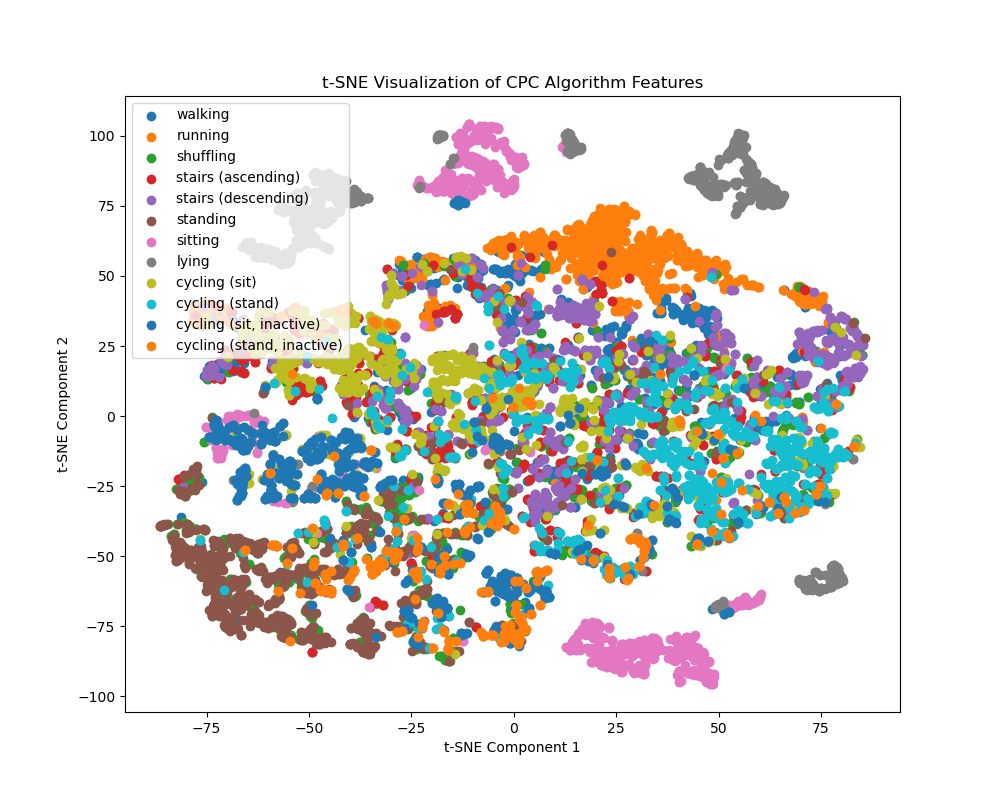 t-SNE Visualization of CPC Algorithm Features
walking
running
shuffling
stairs (ascending)
stairs (descending)
standing
sitting
lying
cycling (sit)
cycling (stand)
cycling (sit, inactive)
cycling (stand, inactive)
100
75
50
25
0
−25
−50
−75
−100
t-SNE Component 2
−75
−50
−25
0
25
50
75
t-SNE Component 1